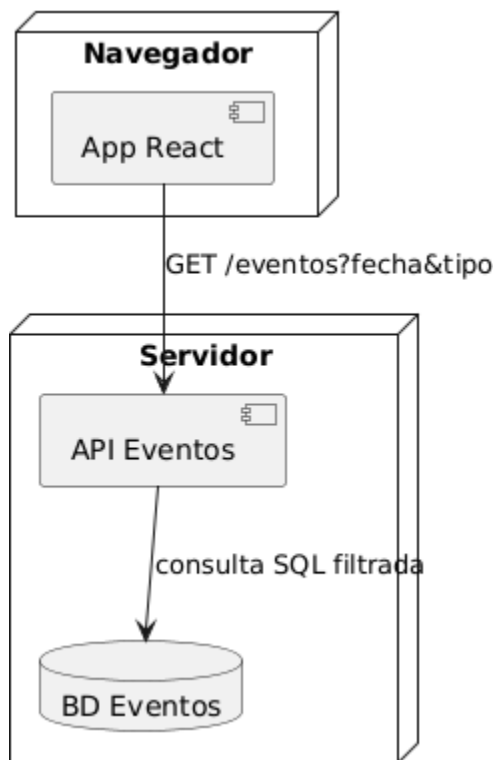 Navegador
App React
GET /eventos?fecha&tipo
Servidor
API Eventos
consulta SQL filtrada
BD Eventos